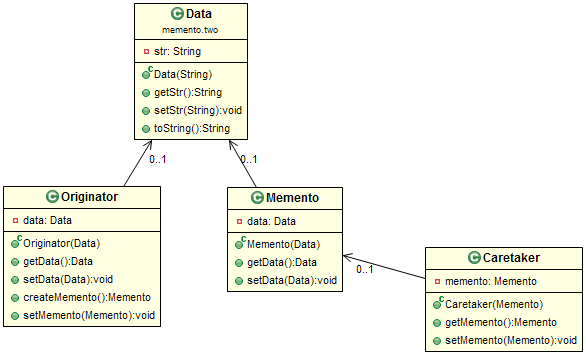 Data
memento.two
str: String
Data(String)
getStr():String
setStr(String):void
toString():String
0..1
0..1
Originator
data: Data
Originator(Data)
getData():Data
setData(Data):void
createMemento():Memento
setMemento(Memento):void
Memento
data: Data
Memento(Data)
getData():Data
setData(Data):void
0..1
Caretaker
memento: Memento
Caretaker(Memento)
getMemento():Memento
setMemento(Memento):void